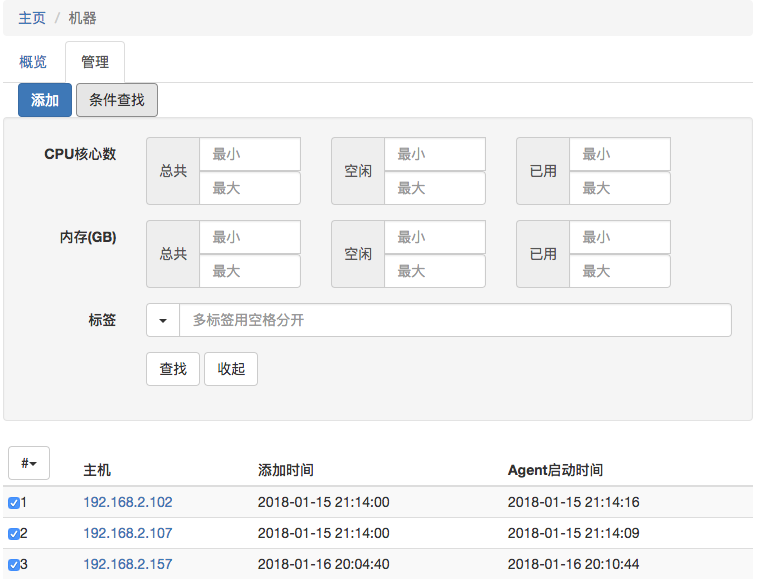 主页 / 机器
概览 管理
添加 条件查找
CPU核心数 总共 最小 最大 空闲 最小 最大 已用 最小 最大
内存(GB) 总共 最小 最大 空闲 最小 最大 已用 最小 最大
标签 多标签用空格分开
查找 收起
# 主机 添加时间 Agent启动时间
1 192.168.2.102 2018-01-15 21:14:00 2018-01-15 21:14:16
2 192.168.2.107 2018-01-15 21:14:00 2018-01-15 21:14:09
3 192.168.2.157 2018-01-16 20:04:40 2018-01-16 20:10:44